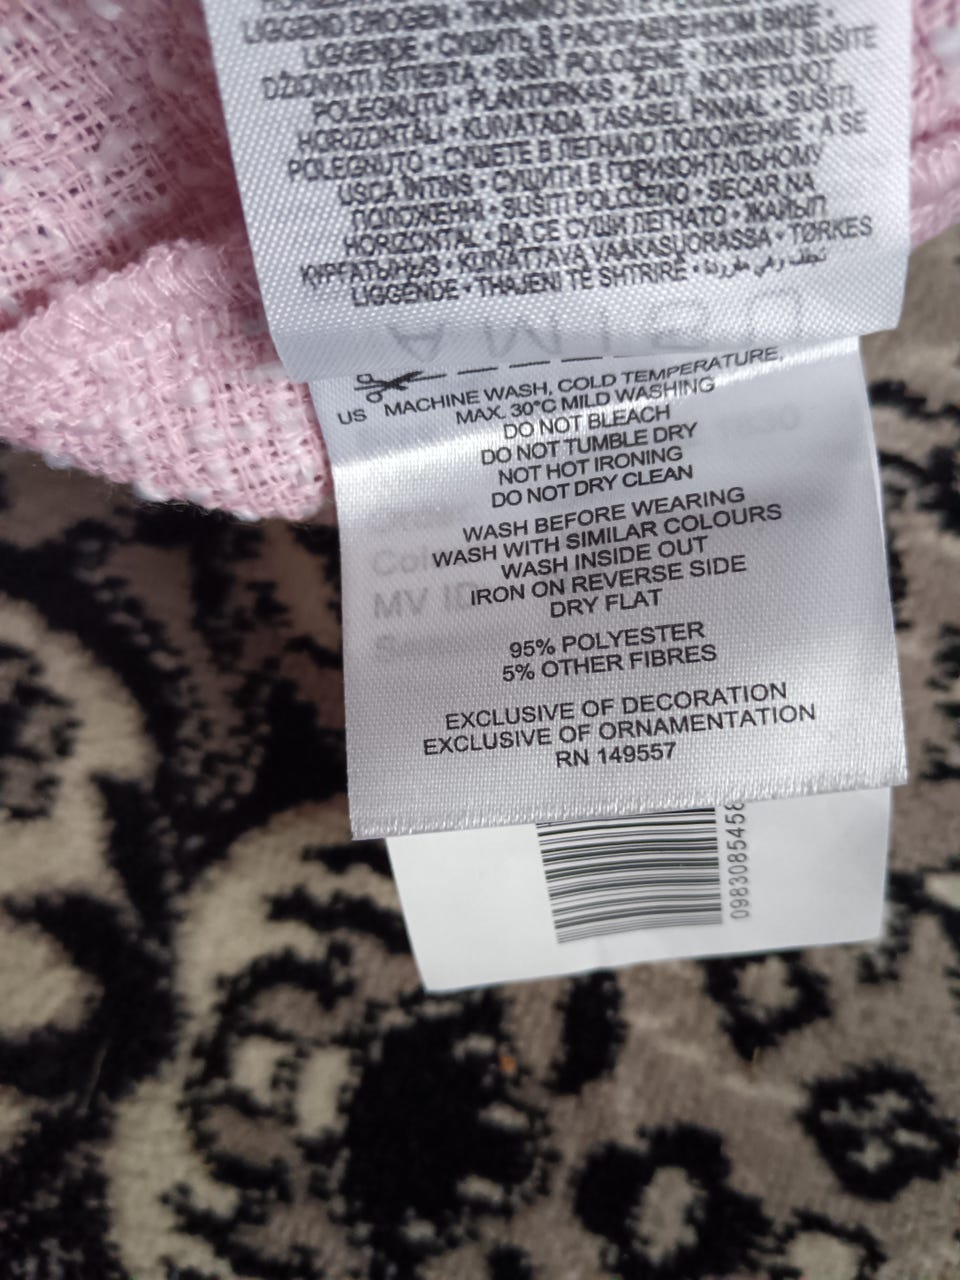 LIGGEND DROGEN • TKANINO SUŠITE
LIGGENDE • СУШИТЬ В РАСПРАВЛЕННОМ ВИДЕ •
DŽIOVINTI IŠTIESTA • SUŠIT POLOŽENÉ • TKANINU SUŠITE
POLEGNUTU • PLANTORKAS • ŽAUT, NOVIETOJOT
HORIZONTĀLI • KUIVATADA TASASEL PINNAL • SUŠITI
POLEGNUTO • СУШЕТЕ В ЛЕГНАЛО ПОЛОЖЕНИЕ • A SE
USCA ÎNTINS • СУШИТИ В ГОРИЗОНТАЛЬНОМУ
ПОЛОЖЕННІ • SUŠITI POLOŽENO • SECAR NA
HORIZONTAL • ДА СЕ СУШИ ЛЕГНАТО • ЖАЙЫП
ҚҰРҒАТЫҢЫЗ • KUIVATTAVA VAAKASUORASSA • TØRKES
LIGGENDE • THAJENI TË SHTRIRË • تجفف وهي مفرودة
US MACHINE WASH, COLD TEMPERATURE,
MAX. 30°C MILD WASHING
DO NOT BLEACH
DO NOT TUMBLE DRY
NOT HOT IRONING
DO NOT DRY CLEAN
WASH BEFORE WEARING
WASH WITH SIMILAR COLOURS
WASH INSIDE OUT
IRON ON REVERSE SIDE
DRY FLAT
95% POLYESTER
5% OTHER FIBRES
EXCLUSIVE OF DECORATION
EXCLUSIVE OF ORNAMENTATION
RN 149557
0983085458